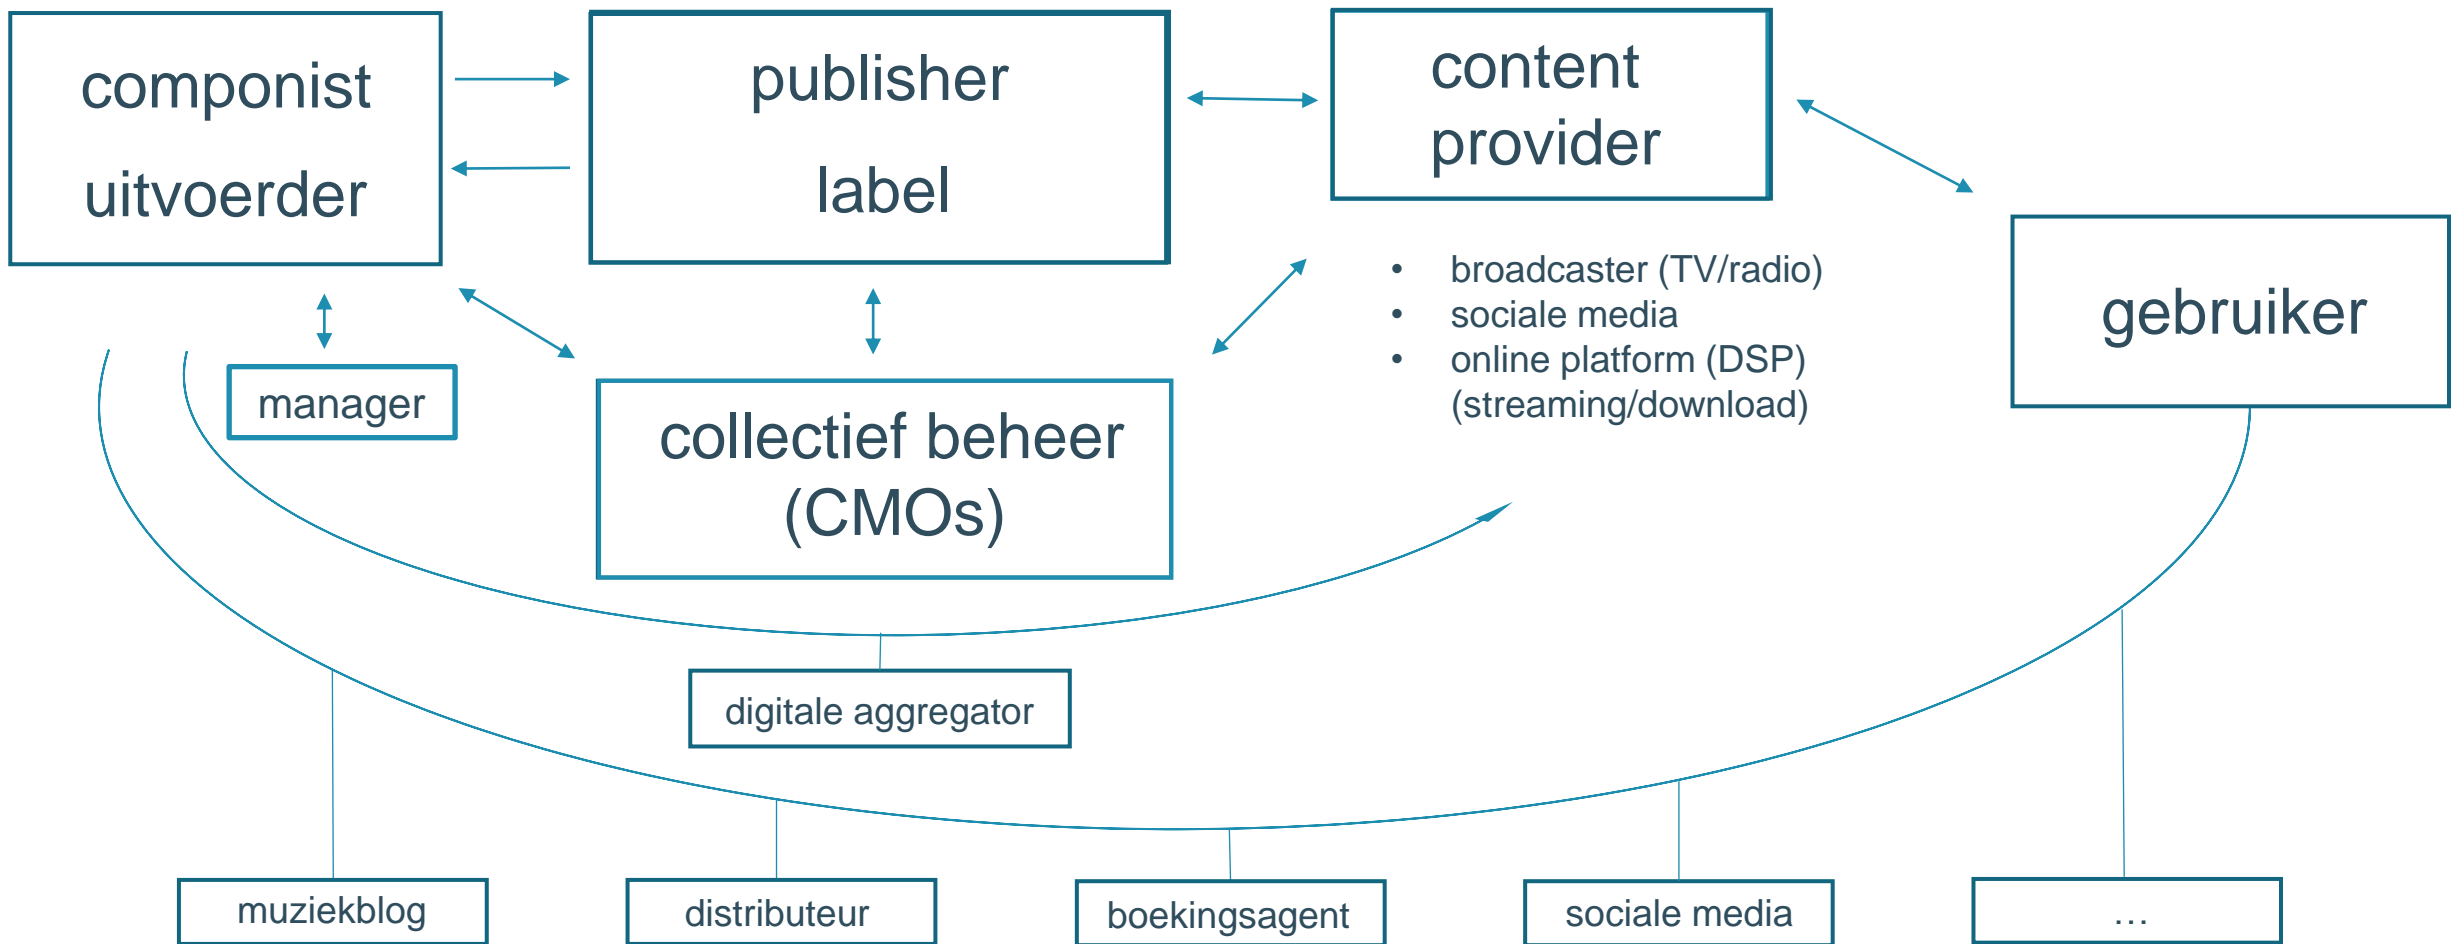 componist
uitvoerder
publisher
label
content
provider
• broadcaster (TV/radio)
• sociale media
• online platform (DSP)
(streaming/download)
gebruiker
manager
collectief beheer
(CMOs)
digitale aggregator
muziekblog
distributeur
boekingsagent
sociale media
…